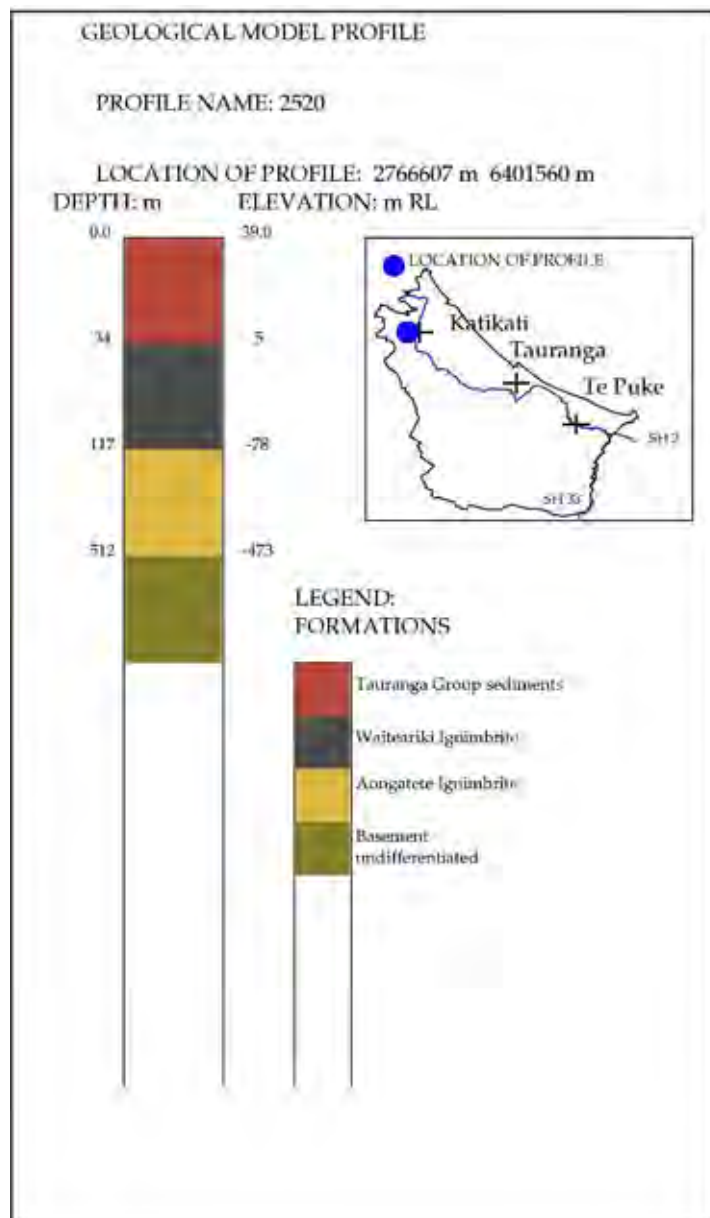 GEOLOGICAL MODEL PROFILE
PROFILE NAME: 2520
LOCATION OF PROFILE: 2766607 m 6401560 m
DEPTH: m ELEVATION: m RL
0.0 39.0
34 5
117 -78
512 -473
LOCATION OF PROFILE
Katikati
Tauranga
Te Puke
SH 2
LEGEND:
FORMATIONS
Tauranga Group sediments
Waiteariki Ignimbrite
Aongatete Ignimbrite
Basement
undifferentiated